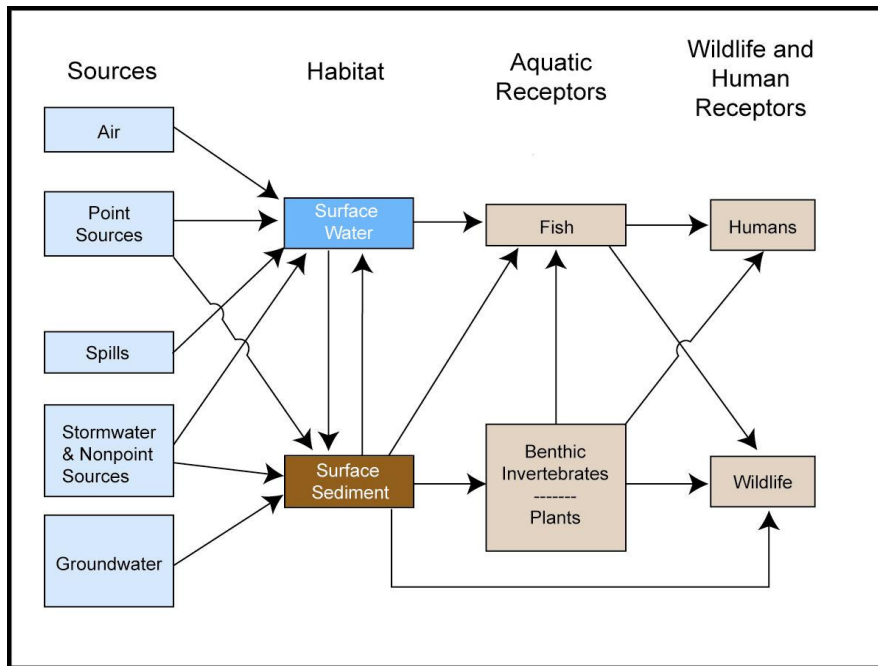 Sources
Habitat
Aquatic
Receptors
Wildlife and
Human
Receptors
Air
Point
Sources
Surface
Water
Fish
Humans
Spills
Stormwater
& Nonpoint
Sources
Surface
Sediment
Benthic
Invertebrates
-------
Plants
Wildlife
Groundwater